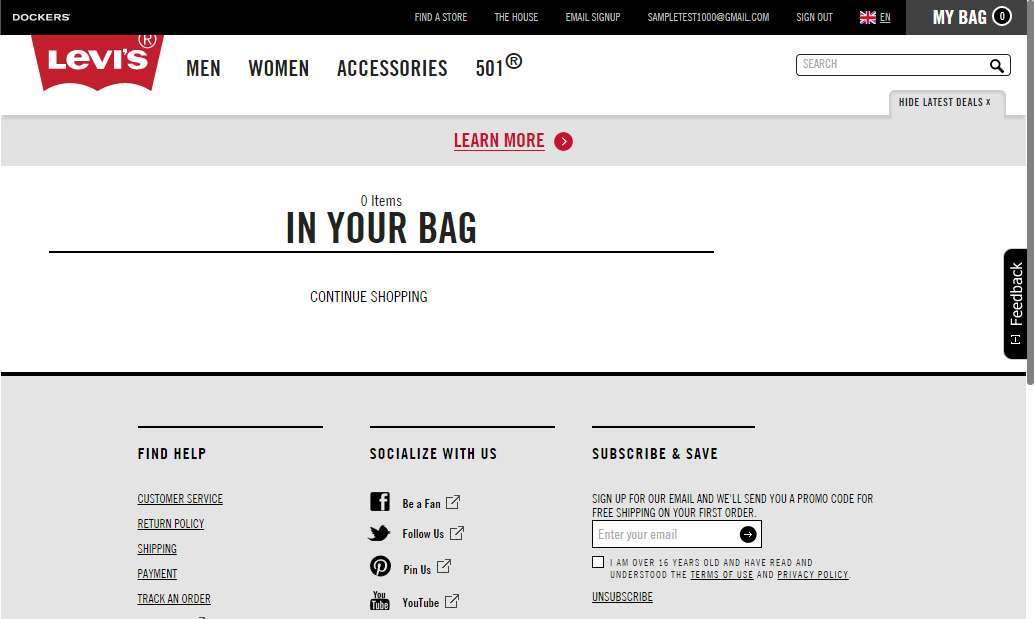 DOCKERS
FIND A STORE
THE HOUSE
EMAIL SIGNUP
SAMPLETEST1000@GMAIL.COM
SIGN OUT
EN
MY BAG 0
LEVI'S ®
MEN
WOMEN
ACCESSORIES
501®
SEARCH
HIDE LATEST DEALS x
LEARN MORE
0 Items
IN YOUR BAG
CONTINUE SHOPPING
[+] Feedback
FIND HELP
CUSTOMER SERVICE
RETURN POLICY
SHIPPING
PAYMENT
TRACK AN ORDER
SOCIALIZE WITH US
Be a Fan
Follow Us
Pin Us
You
Tube
YouTube
SUBSCRIBE & SAVE
SIGN UP FOR OUR EMAIL AND WE'LL SEND YOU A PROMO CODE FOR
FREE SHIPPING ON YOUR FIRST ORDER.
Enter your email
I AM OVER 16 YEARS OLD AND HAVE READ AND
UNDERSTOOD THE TERMS OF USE AND PRIVACY POLICY.
UNSUBSCRIBE